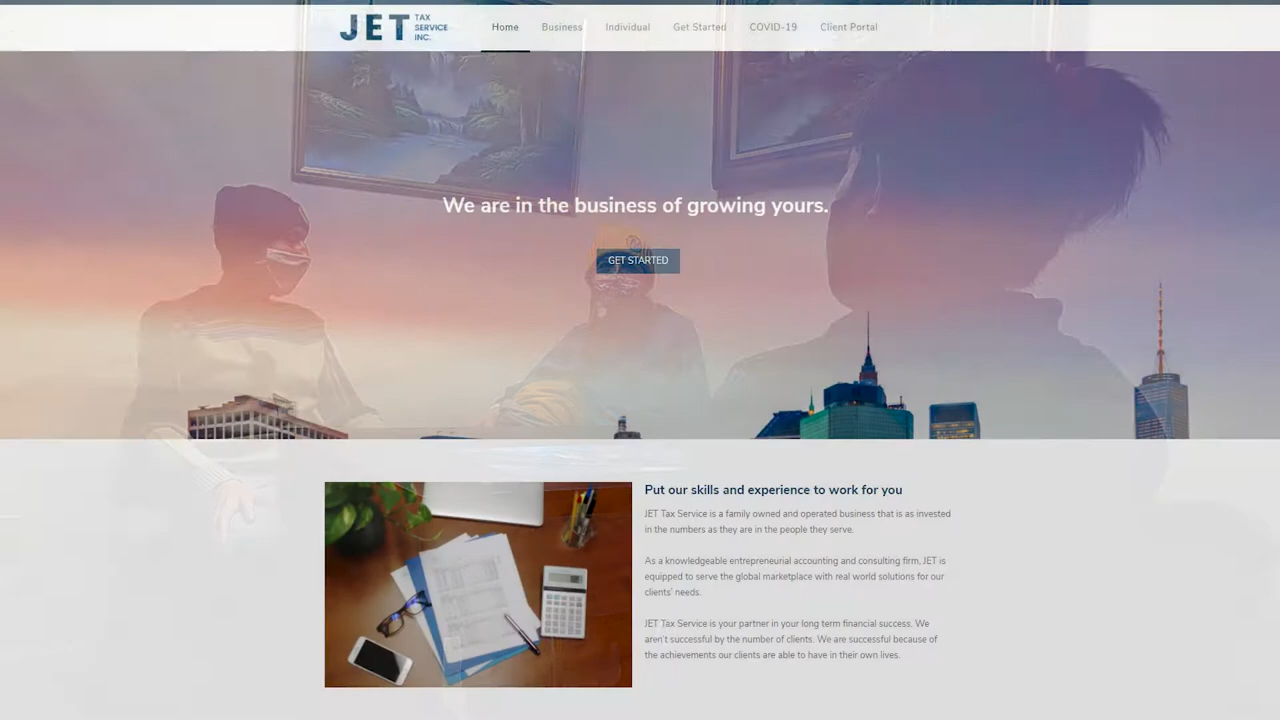 JET TAX
SERVICE
INC.
Home Business Individual Get Started COVID-19 Client Portal
We are in the business of growing yours.
GET STARTED
Put our skills and experience to work for you
JET Tax Service is a family owned and operated business that is as invested
in the numbers as they are in the people they serve.
As a knowledgeable entrepreneurial accounting and consulting firm, JET is
equipped to serve the global marketplace with real world solutions for our
clients' needs.
JET Tax Service is your partner in your long term financial success. We
aren't successful by the number of clients. We are successful because of
the achievements our clients are able to have in their own lives.